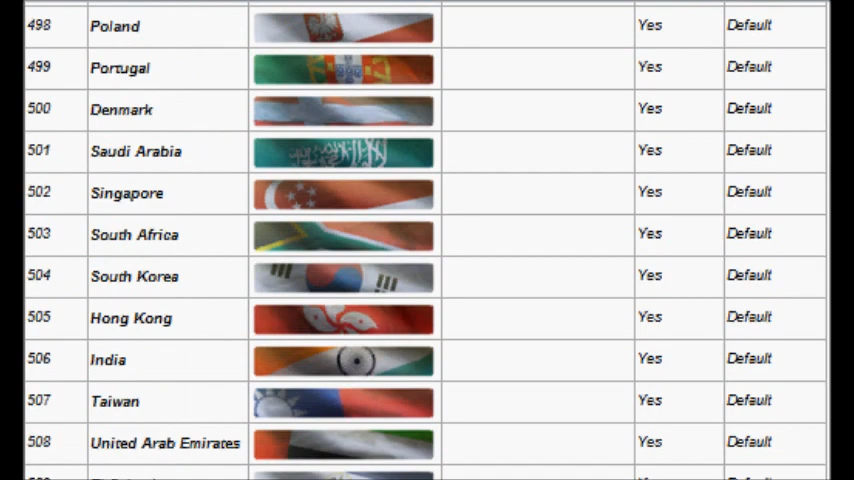 498 Poland Yes Default
499 Portugal Yes Default
500 Denmark Yes Default
501 Saudi Arabia Yes Default
502 Singapore Yes Default
503 South Africa Yes Default
504 South Korea Yes Default
505 Hong Kong Yes Default
506 India Yes Default
507 Taiwan Yes Default
508 United Arab Emirates Yes Default